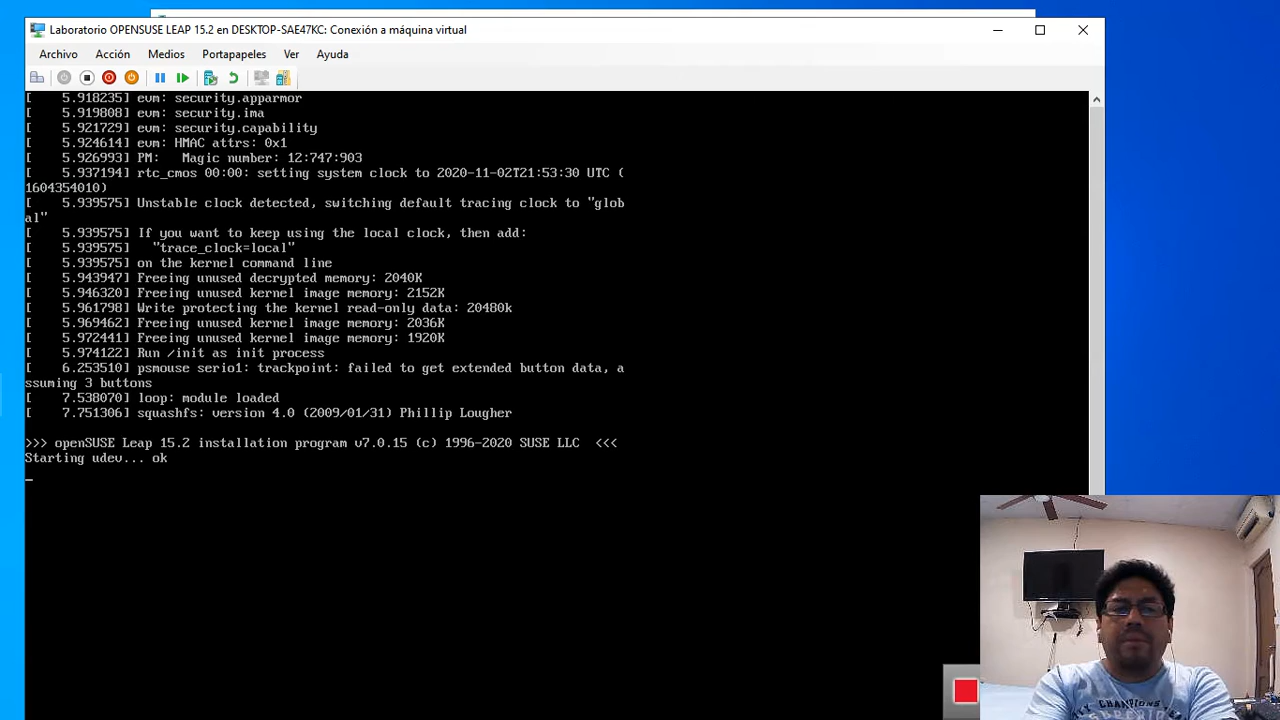 Laboratorio OPENSUSE LEAP 15.2 en DESKTOP-SAE47KC: Conexión a máquina virtual
Archivo Acción Medios Portapapeles Ver Ayuda
[    5.918235] evm: security.apparmor
[    5.919808] evm: security.ima
[    5.921729] evm: security.capability
[    5.924614] evm: HMAC attrs: 0x1
[    5.926993] PM:   Magic number: 12:747:903
[    5.937194] rtc_cmos 00:00: setting system clock to 2020-11-02T21:53:30 UTC (
1604354010)
[    5.939575] Unstable clock detected, switching default tracing clock to "glob
al"
[    5.939575] If you want to keep using the local clock, then add:
[    5.939575]   "trace_clock=local"
[    5.939575] on the kernel command line
[    5.943947] Freeing unused decrypted memory: 2040K
[    5.946320] Freeing unused kernel image memory: 2152K
[    5.961798] Write protecting the kernel read-only data: 20480k
[    5.969462] Freeing unused kernel image memory: 2036K
[    5.972441] Freeing unused kernel image memory: 1920K
[    5.974122] Run /init as init process
[    6.253510] psmouse serio1: trackpoint: failed to get extended button data, a
ssuming 3 buttons
[    7.538070] loop: module loaded
[    7.751306] squashfs: version 4.0 (2009/01/31) Phillip Lougher
>>> openSUSE Leap 15.2 installation program v7.0.15 (c) 1996-2020 SUSE LLC  <<<
Starting udev... ok